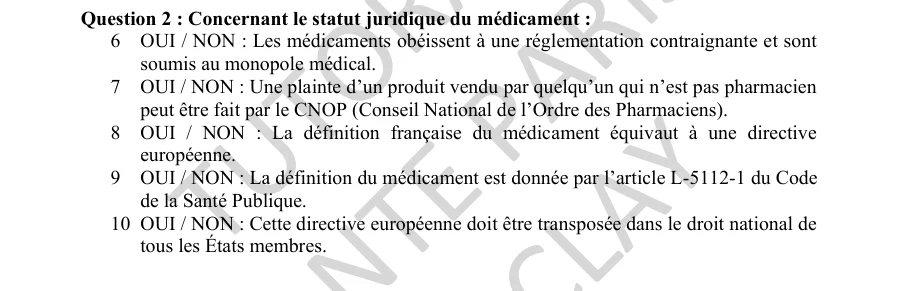 Question 2 : Concernant le statut juridique du médicament :
6 OUI / NON : Les médicaments obéissent à une réglementation contraignante et sont
soumis au monopole médical.
7 OUI / NON : Une plainte d’un produit vendu par quelqu’un qui n’est pas pharmacien
peut être fait par le CNOP (Conseil National de l’Ordre des Pharmaciens).
8 OUI / NON : La définition française du médicament équivaut à une directive
européenne.
9 OUI / NON : La définition du médicament est donnée par l’article L-5112-1 du Code
de la Santé Publique.
10 OUI / NON : Cette directive européenne doit être transposée dans le droit national de
tous les États membres.